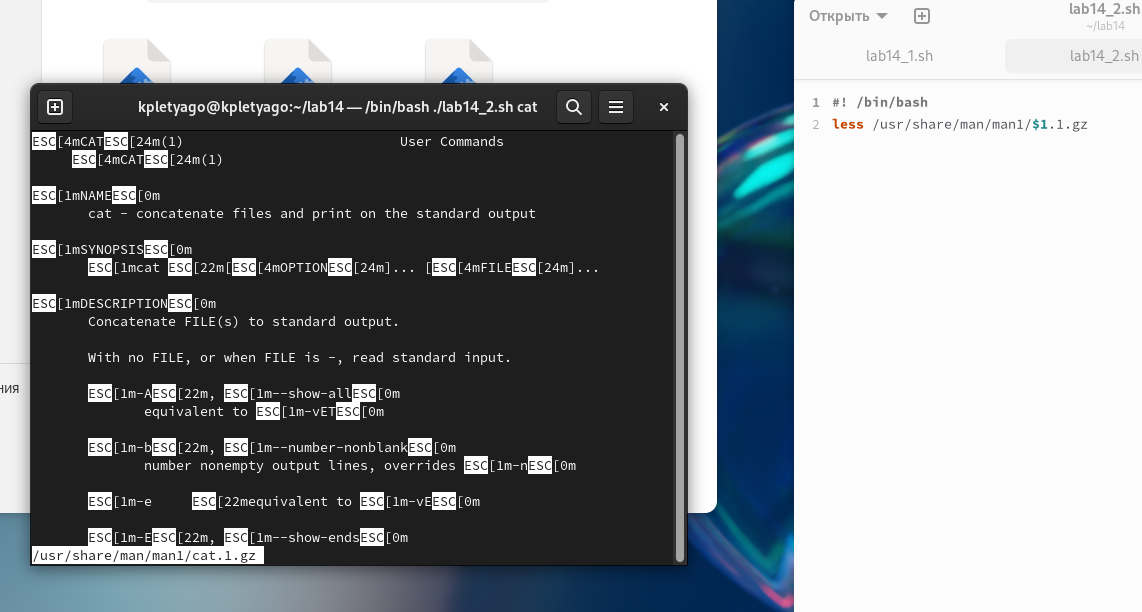 Открыть
lab14_2.sh
~/lab14
lab14_1.sh
lab14_2.sh
kpletyago@kpletyago:~/lab14 — /bin/bash ./lab14_2.sh cat
ESC[4mCATESC[24m(1) User Commands
ESC[4mCATESC[24m(1)
ESC[1mNAMEESC[0m
cat - concatenate files and print on the standard output
ESC[1mSYNOPSISESC[0m
ESC[1mcat ESC[22m[ESC[4mOPTIONESC[24m]... [ESC[4mFILEESC[24m]...
ESC[1mDESCRIPTIONESC[0m
Concatenate FILE(s) to standard output.
With no FILE, or when FILE is -, read standard input.
ESC[1m-AESC[22m, ESC[1m--show-allESC[0m
equivalent to ESC[1m-vETESC[0m
ESC[1m-bESC[22m, ESC[1m--number-nonblankESC[0m
number nonempty output lines, overrides ESC[1m-nESC[0m
ESC[1m-e ESC[22mequivalent to ESC[1m-vEESC[0m
ESC[1m-EESC[22m, ESC[1m--show-endsESC[0m
/usr/share/man/man1/cat.1.gz
1 #! /bin/bash
2 less /usr/share/man/man1/$1.1.gz
ния